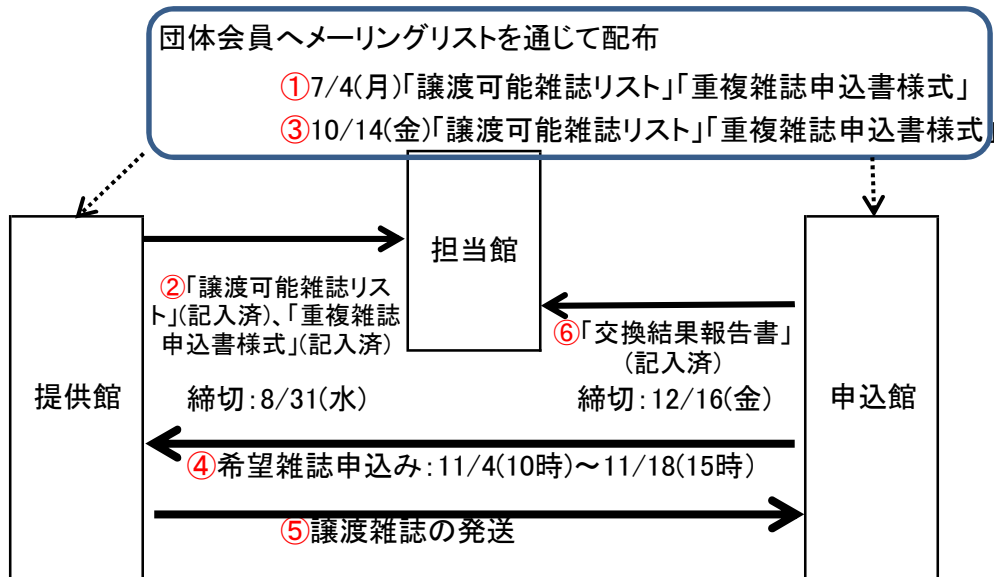 団体会員へメーリングリストを通じて配布
①7/4(月)「譲渡可能雑誌リスト」「重複雑誌申込書様式」
③10/14(金)「譲渡可能雑誌リスト」「重複雑誌申込書様式」
担当館
②「譲渡可能雑誌リス
ト」(記入済)、「重複雑誌
申込書様式」(記入済)
⑥「交換結果報告書」
(記入済)
提供館
締切:8/31(水)
締切:12/16(金)
申込館
④希望雑誌申込み:11/4(10時)~11/18(15時)
⑤譲渡雑誌の発送